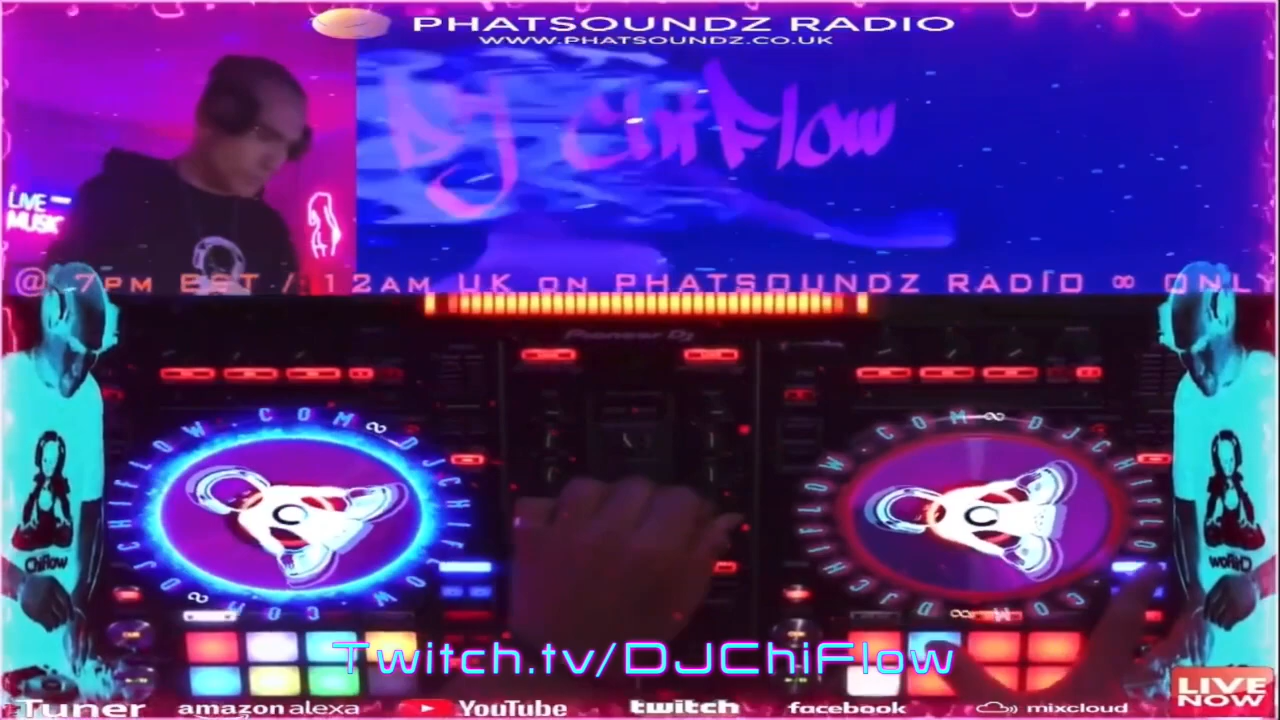 PHATSOUNDZ RADIO
WWW.PHATSOUNDZ.CO.UK
DJ ChiFlow
LIVE
MUSIC
@ 7PM EST / 12AM UK ON PHATSOUNDZ RADIO ∞ ONLY
Pioneer DJ
DJCHIFLOW.COM ∞ DJCHIFLOW.COM ∞
DJCHIFLOW.COM ∞ DJCHIFLOW.COM ∞
ChiFlow
ChiFlow
Twitch.tv/DJChiFlow
LIVE
NOW
Tuner amazon alexa YouTube twitch facebook mixcloud